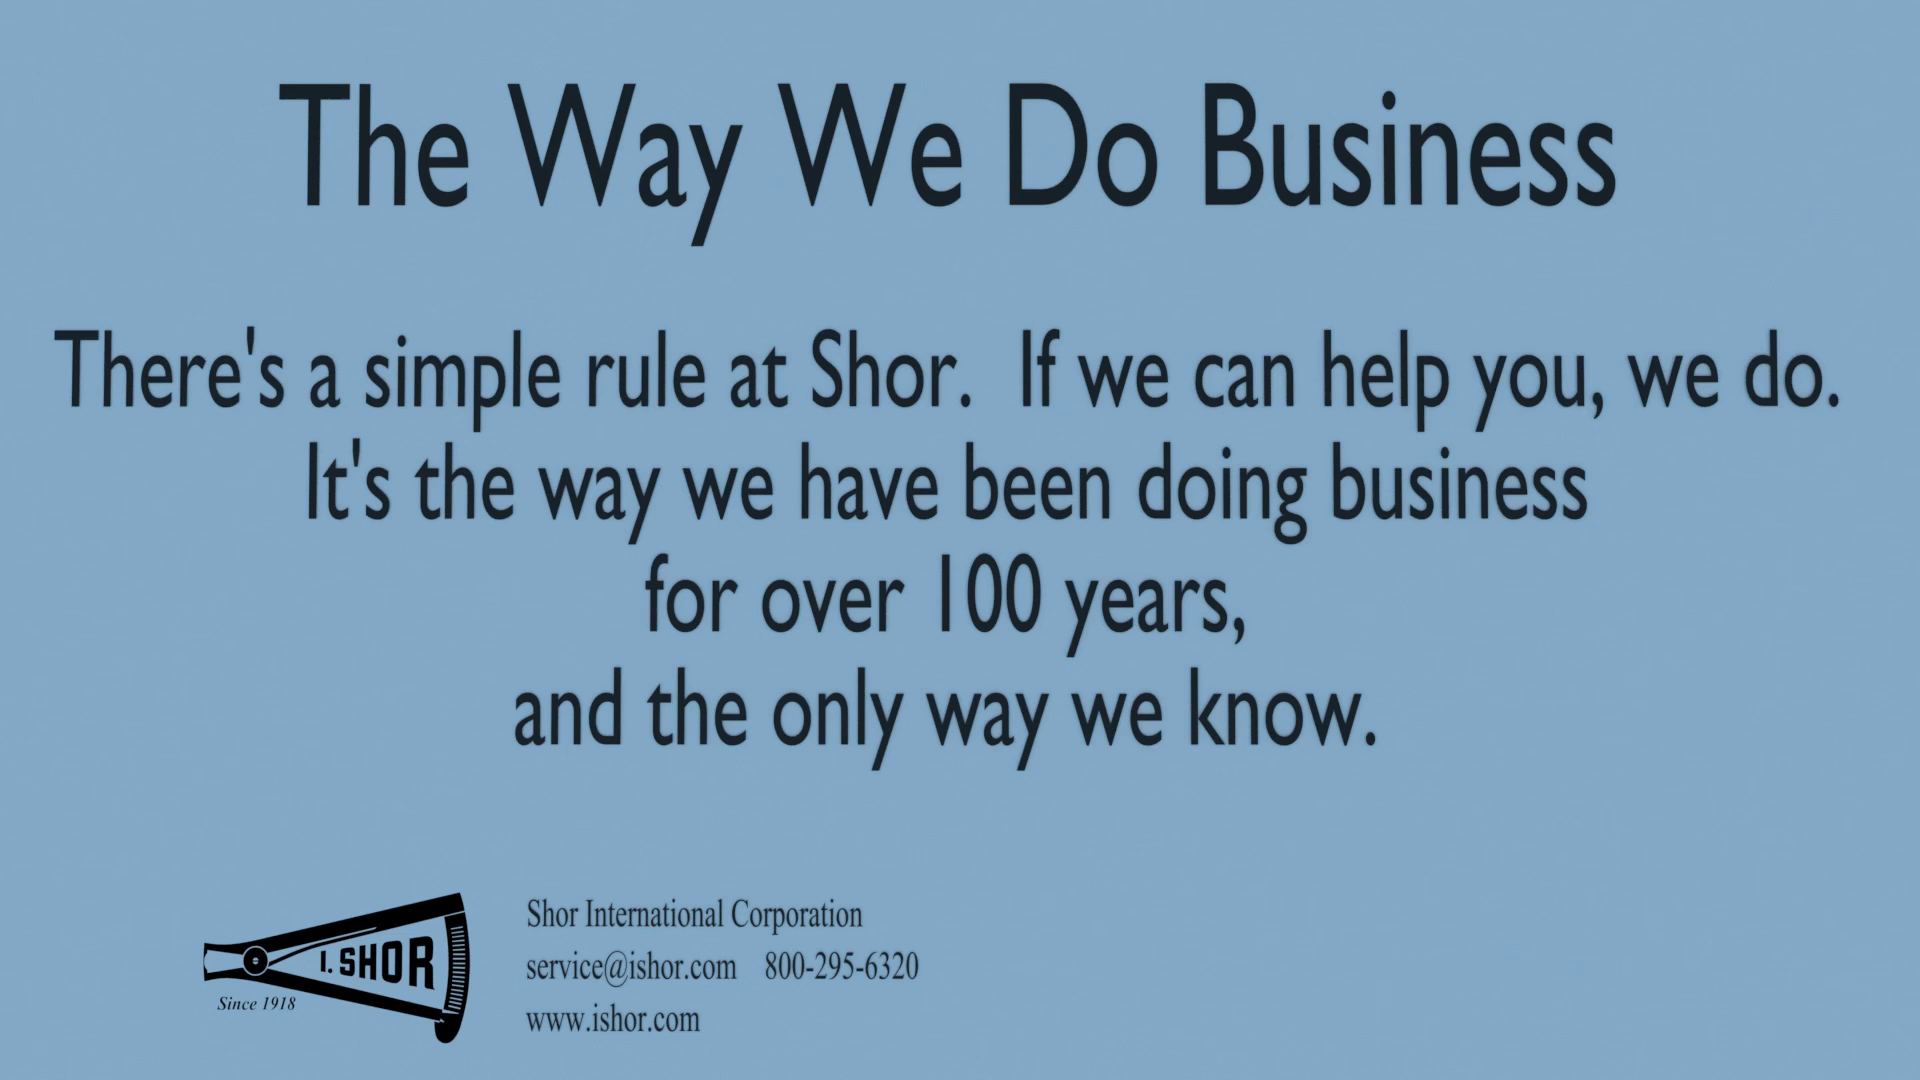 The Way We Do Business
There's a simple rule at Shor.  If we can help you, we do.
It's the way we have been doing business
for over 100 years,
and the only way we know.
I. SHOR
Since 1918
Shor International Corporation
service@ishor.com    800-295-6320
www.ishor.com